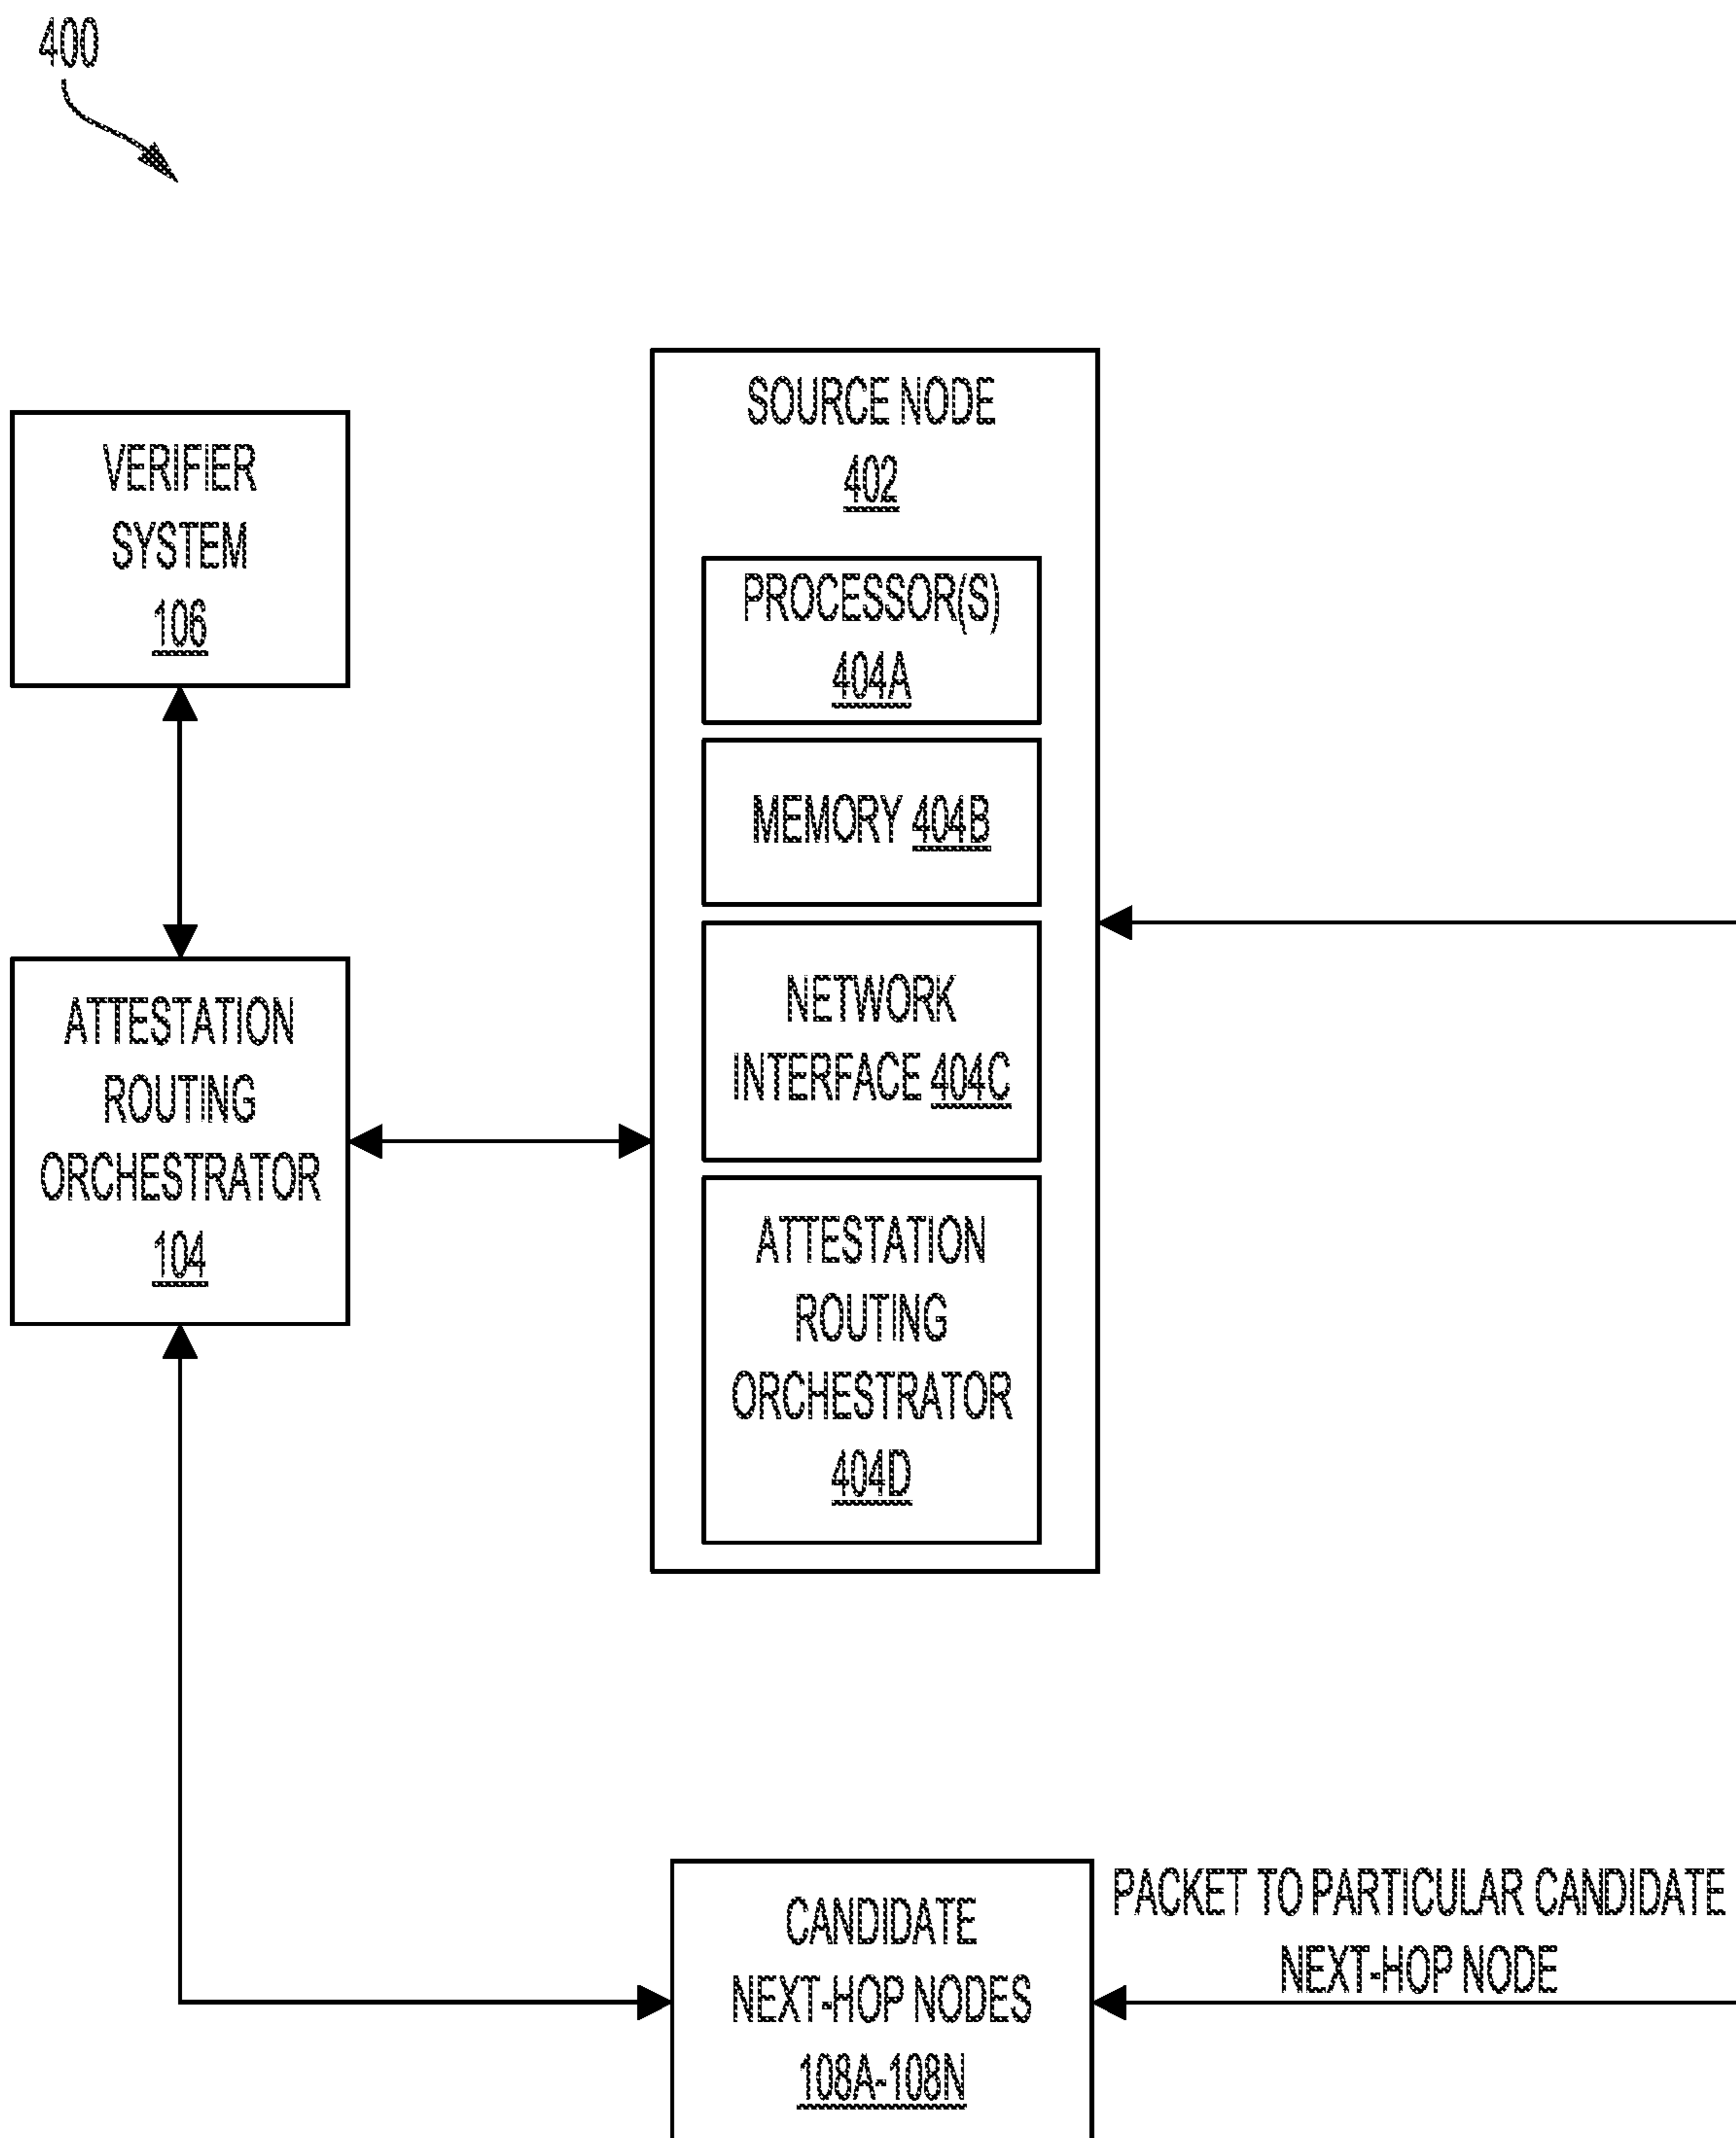 400
VERIFIER
SYSTEM
106
ATTESTATION
ROUTING
ORCHESTRATOR
104
SOURCE NODE
402
PROCESSOR(S)
404A
MEMORY 404B
NETWORK
INTERFACE 404C
ATTESTATION
ROUTING
ORCHESTRATOR
404D
CANDIDATE
NEXT-HOP NODES
108A-108N
PACKET TO PARTICULAR CANDIDATE
NEXT-HOP NODE